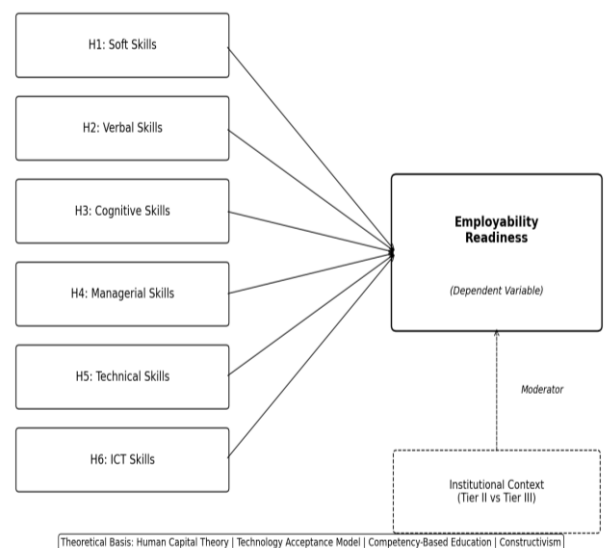 H1: Soft Skills
H2: Verbal Skills
H3: Cognitive Skills
H4: Managerial Skills
H5: Technical Skills
H6: ICT Skills
Employability
Readiness
(Dependent Variable)
Moderator
Institutional Context
(Tier II vs Tier III)
Theoretical Basis: Human Capital Theory | Technology Acceptance Model | Competency-Based Education | Constructivism